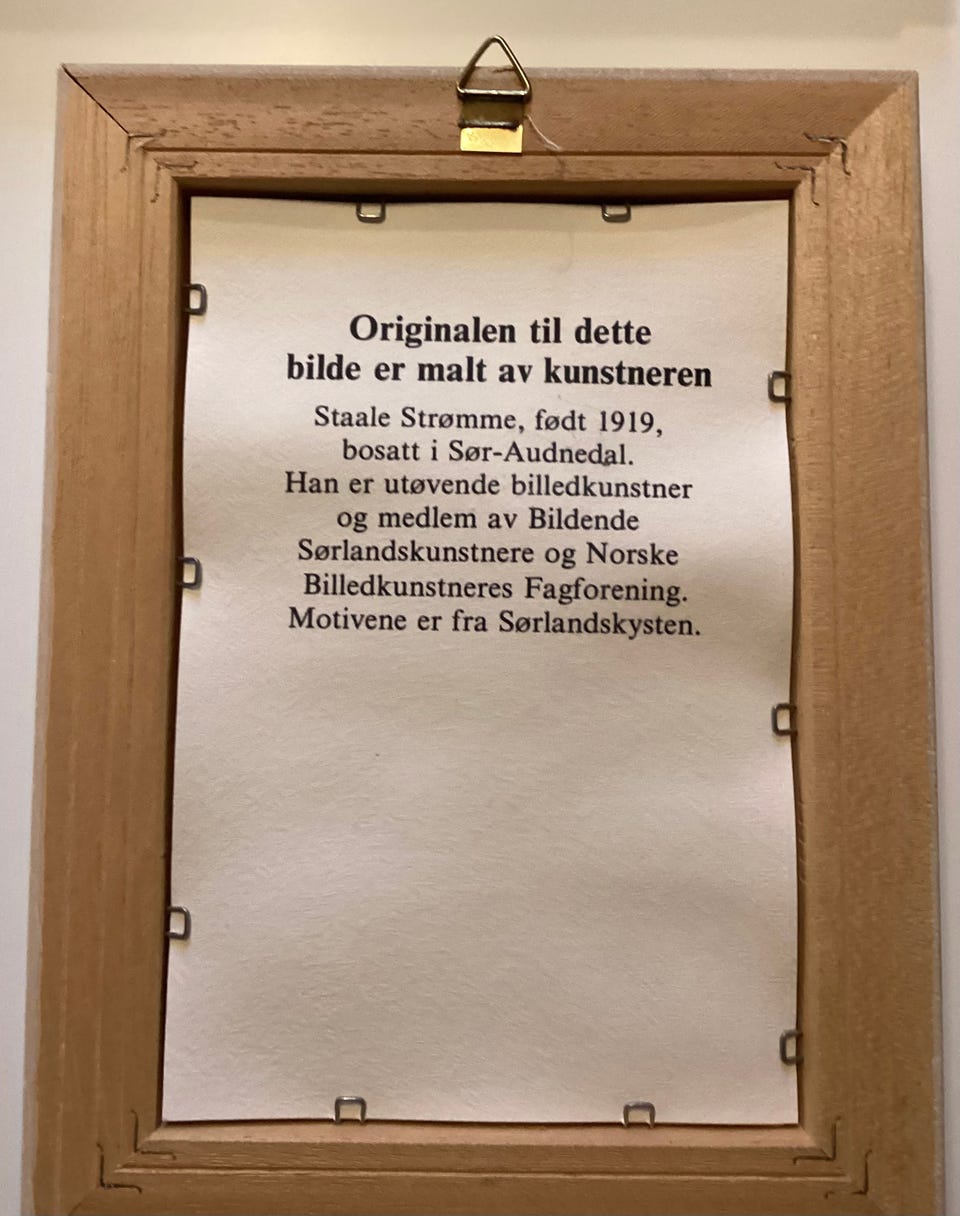 Originalen til dette
bilde er malt av kunstneren
Staale Strømme, født 1919,
bosatt i Sør-Audnedal.
Han er utøvende billedkunstner
og medlem av Bildende
Sørlandskunstnere og Norske
Billedkunstneres Fagforening.
Motivene er fra Sørlandskysten.